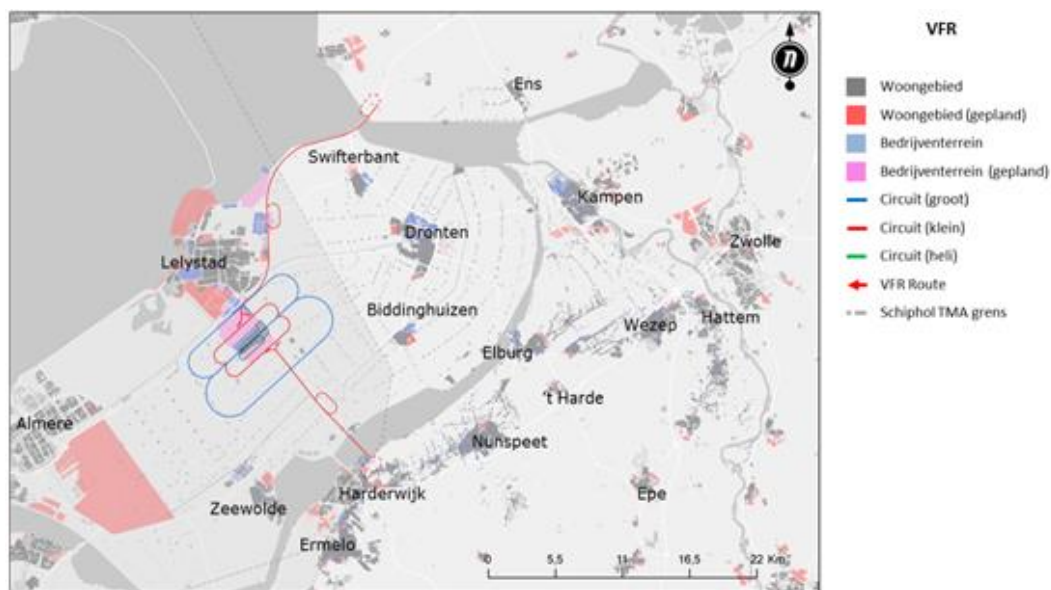 VFR
n
Ens
Swifterbant
Kampen
Dronten
Zwolle
Lelystad
Biddinghuizen
Hattem
Wezep
Elburg
't Harde
Almere
Nunspeet
Zeewolde
Harderwijk
Epe
Ermelo
0 5,5 11 16,5 22 Km
Woongebied
Woongebied (gepland)
Bedrijventerrein
Bedrijventerrein (gepland)
Circuit (groot)
Circuit (klein)
Circuit (heli)
VFR Route
Schiphol TMA grens